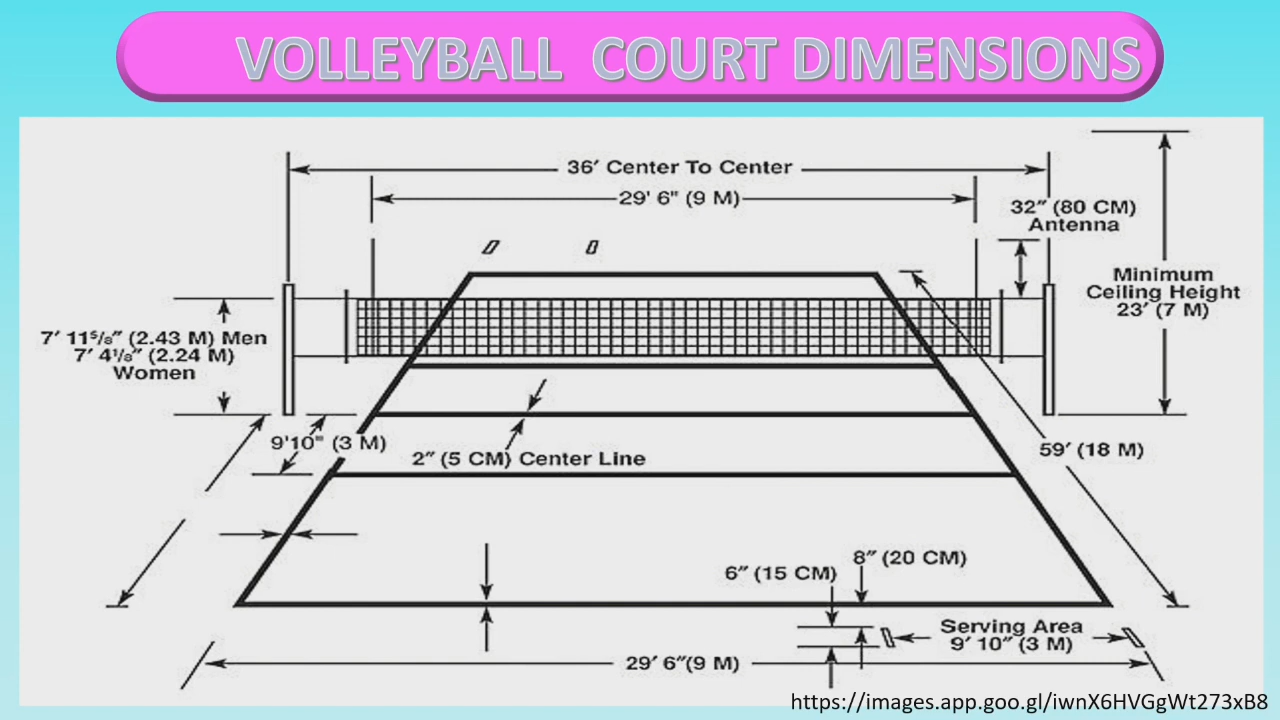 VOLLEYBALL COURT DIMENSIONS
36′ Center To Center
29' 6" (9 M)
32″ (80 CM)
Antenna
Minimum
Ceiling Height
23′ (7 M)
7′ 11⁵/₈″ (2.43 M) Men
7′ 4¹/₈″ (2.24 M)
Women
9'10" (3 M)
2″ (5 CM) Center Line
59′ (18 M)
8″ (20 CM)
6″ (15 CM)
Serving Area
9′ 10″ (3 M)
29′ 6″(9 M)
https://images.app.goo.gl/iwnX6HVGgWt273xB8